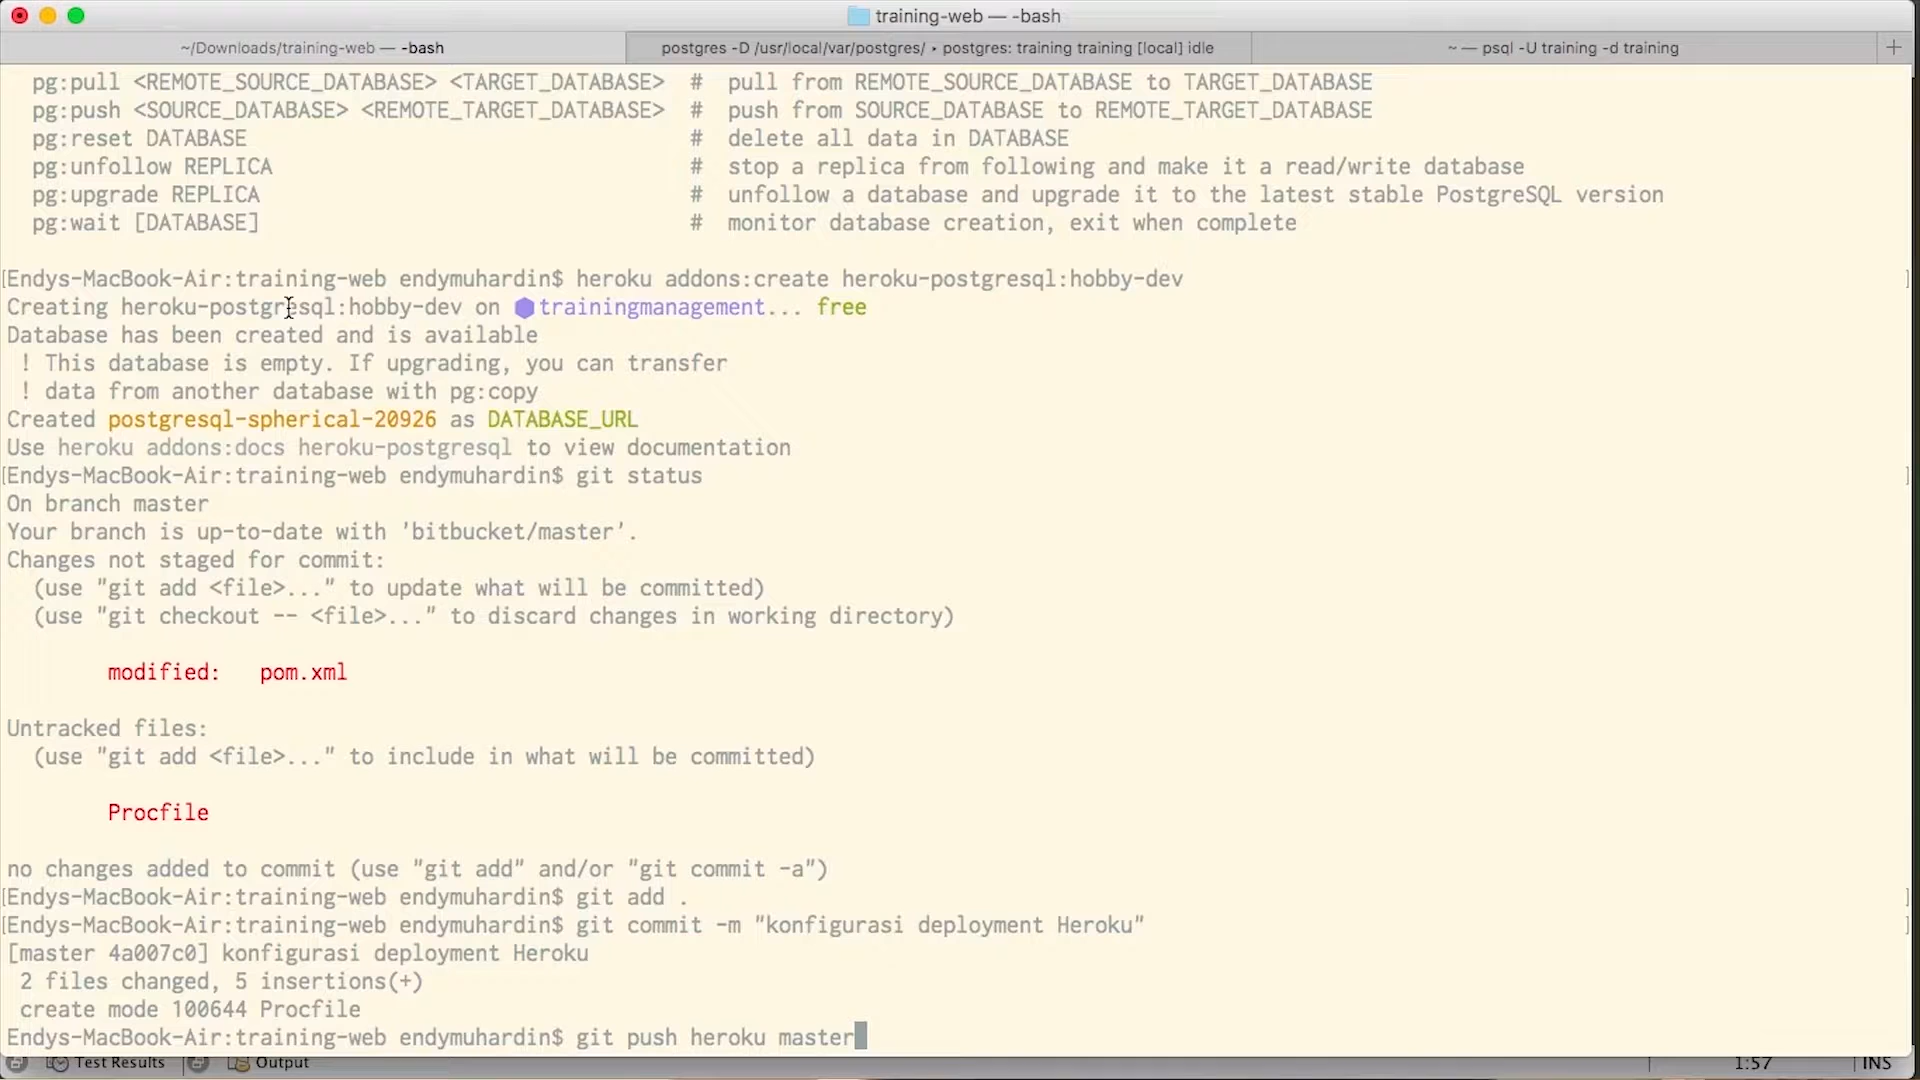 training-web — -bash
~/Downloads/training-web — -bash
postgres -D /usr/local/var/postgres/ ‣ postgres: training training [local] idle
~ — psql -U training -d training
pg:pull <REMOTE_SOURCE_DATABASE> <TARGET_DATABASE>  #  pull from REMOTE_SOURCE_DATABASE to TARGET_DATABASE
pg:push <SOURCE_DATABASE> <REMOTE_TARGET_DATABASE>  #  push from SOURCE_DATABASE to REMOTE_TARGET_DATABASE
pg:reset DATABASE  #  delete all data in DATABASE
pg:unfollow REPLICA  #  stop a replica from following and make it a read/write database
pg:upgrade REPLICA  #  unfollow a database and upgrade it to the latest stable PostgreSQL version
pg:wait [DATABASE]  #  monitor database creation, exit when complete
[Endys-MacBook-Air:training-web endymuhardin$ heroku addons:create heroku-postgresql:hobby-dev ]
Creating heroku-postgresql:hobby-dev on ⬢ trainingmanagement... free
Database has been created and is available
! This database is empty. If upgrading, you can transfer
! data from another database with pg:copy
Created postgresql-spherical-20926 as DATABASE_URL
Use heroku addons:docs heroku-postgresql to view documentation
[Endys-MacBook-Air:training-web endymuhardin$ git status ]
On branch master
Your branch is up-to-date with 'bitbucket/master'.
Changes not staged for commit:
(use "git add <file>..." to update what will be committed)
(use "git checkout -- <file>..." to discard changes in working directory)
modified:   pom.xml
Untracked files:
(use "git add <file>..." to include in what will be committed)
Procfile
no changes added to commit (use "git add" and/or "git commit -a")
[Endys-MacBook-Air:training-web endymuhardin$ git add . ]
[Endys-MacBook-Air:training-web endymuhardin$ git commit -m "konfigurasi deployment Heroku" ]
[master 4a007c0] konfigurasi deployment Heroku
2 files changed, 5 insertions(+)
create mode 100644 Procfile
Endys-MacBook-Air:training-web endymuhardin$ git push heroku master
Test Results
Output
1:57
INS